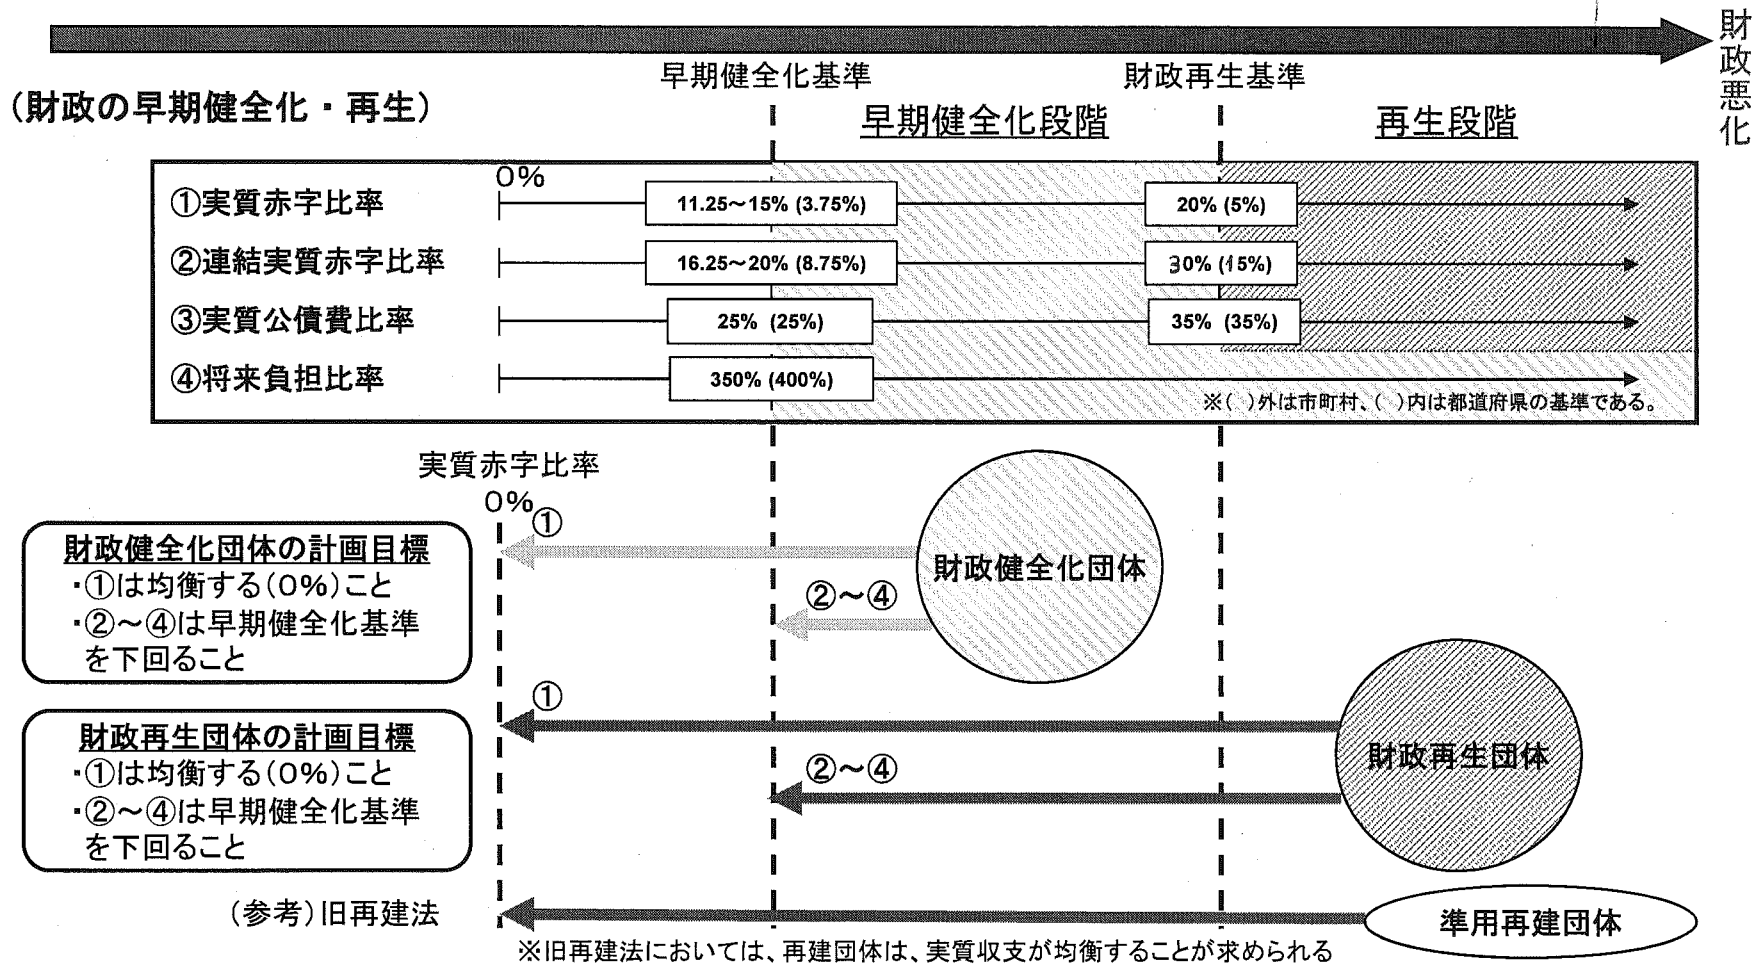 財政悪化
早期健全化基準
財政再生基準
(財政の早期健全化・再生)
早期健全化段階
再生段階
0%
①実質赤字比率
11.25～15% (3.75%)
20% (5%)
②連結実質赤字比率
16.25～20% (8.75%)
30% (15%)
③実質公債費比率
25% (25%)
35% (35%)
④将来負担比率
350% (400%)
※( )外は市町村、( )内は都道府県の基準である。
実質赤字比率
0%
①
財政健全化団体の計画目標
・①は均衡する(0%)こと
・②～④は早期健全化基準
を下回ること
②～④
財政健全化団体
①
財政再生団体の計画目標
・①は均衡する(0%)こと
・②～④は早期健全化基準
を下回ること
②～④
財政再生団体
(参考)旧再建法
準用再建団体
※旧再建法においては、再建団体は、実質収支が均衡することが求められる